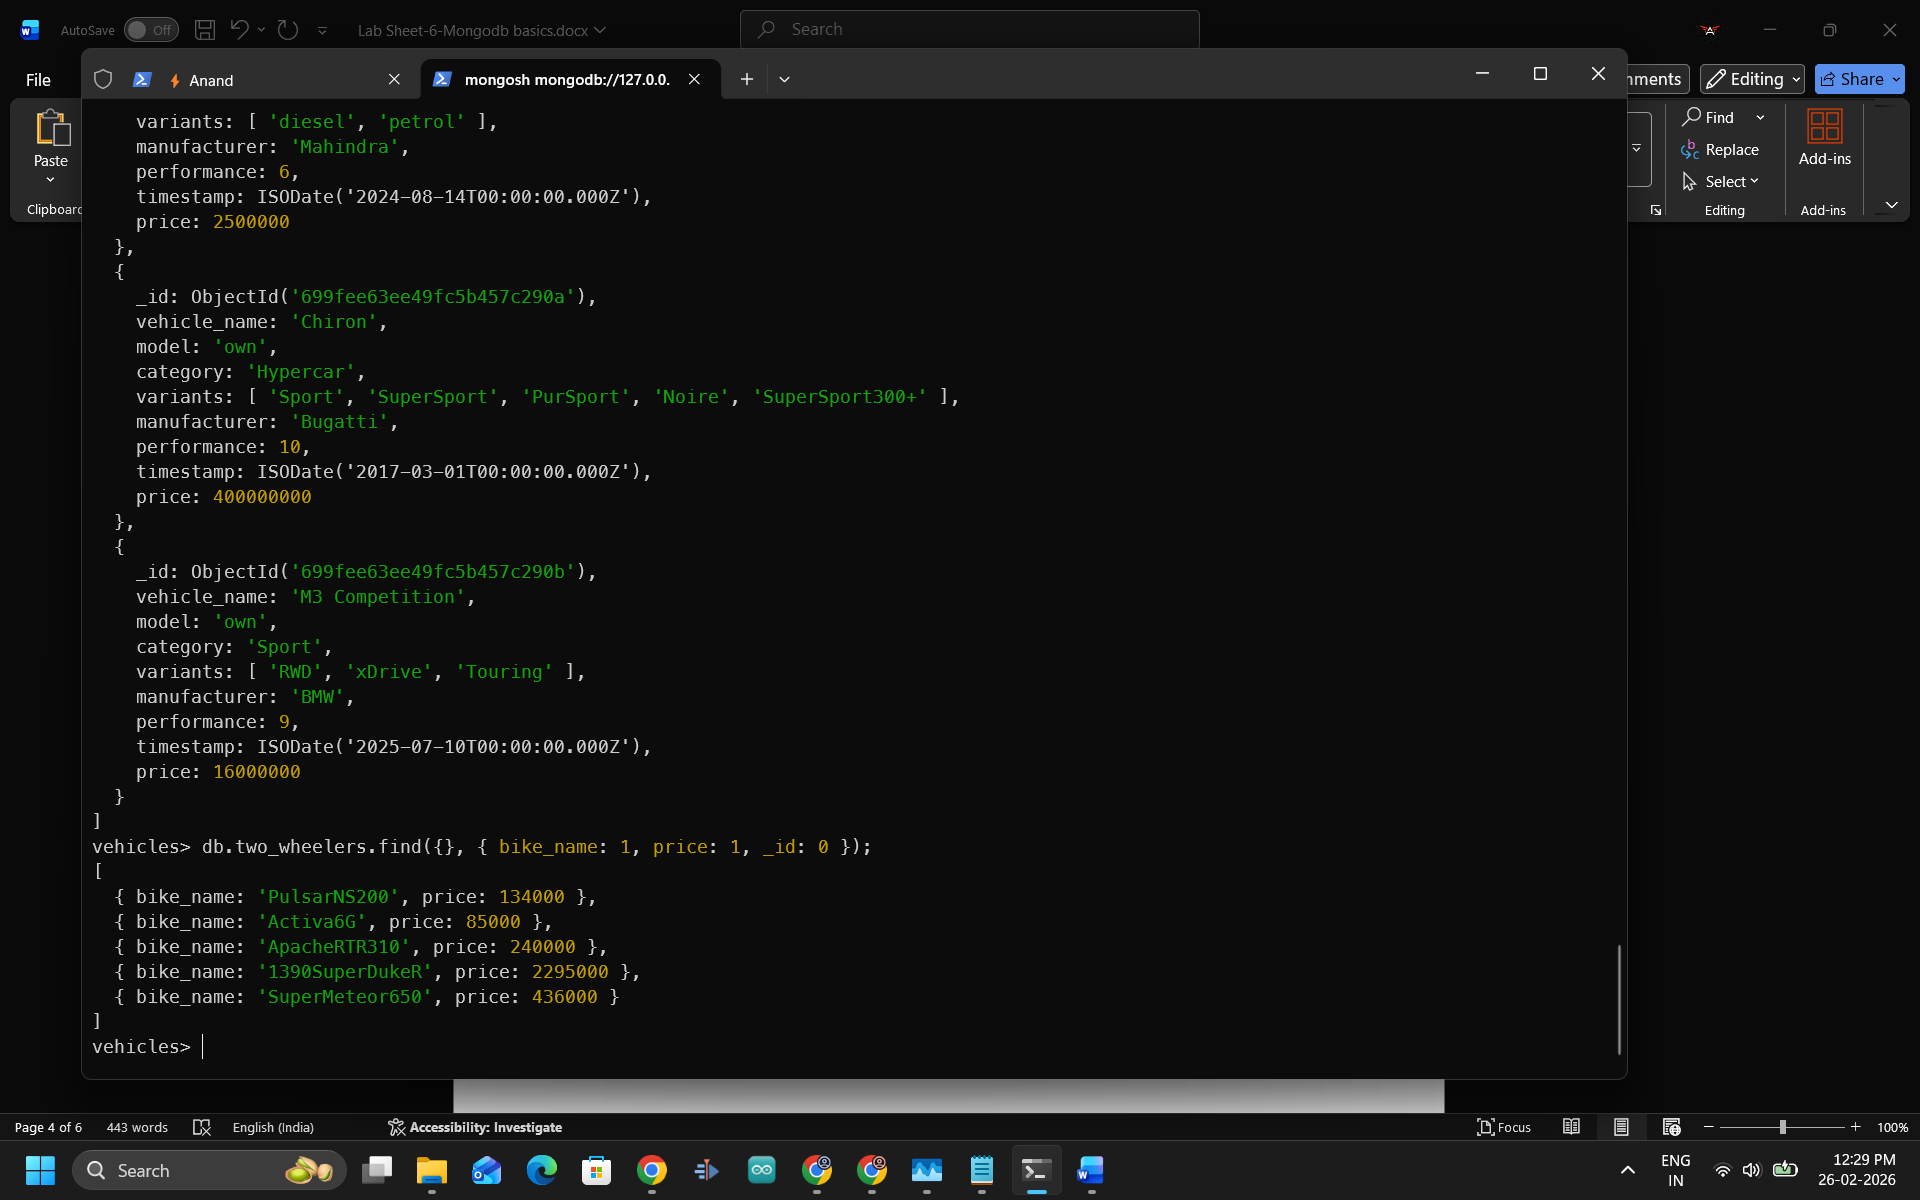 AutoSave Off Lab Sheet-6-Mongodb basics.docx Search
File Anand mongosh mongodb://127.0.0. Editing Share
Paste
Clipboard
Find
Replace
Select
Editing
Add-ins
Add-ins
variants: [ 'diesel', 'petrol' ],
manufacturer: 'Mahindra',
performance: 6,
timestamp: ISODate('2024-08-14T00:00:00.000Z'),
price: 2500000
},
{
_id: ObjectId('699fee63ee49fc5b457c290a'),
vehicle_name: 'Chiron',
model: 'own',
category: 'Hypercar',
variants: [ 'Sport', 'SuperSport', 'PurSport', 'Noire', 'SuperSport300+' ],
manufacturer: 'Bugatti',
performance: 10,
timestamp: ISODate('2017-03-01T00:00:00.000Z'),
price: 400000000
},
{
_id: ObjectId('699fee63ee49fc5b457c290b'),
vehicle_name: 'M3 Competition',
model: 'own',
category: 'Sport',
variants: [ 'RWD', 'xDrive', 'Touring' ],
manufacturer: 'BMW',
performance: 9,
timestamp: ISODate('2025-07-10T00:00:00.000Z'),
price: 16000000
}
]
vehicles> db.two_wheelers.find({}, { bike_name: 1, price: 1, _id: 0 });
[
{ bike_name: 'PulsarNS200', price: 134000 },
{ bike_name: 'Activa6G', price: 85000 },
{ bike_name: 'ApacheRTR310', price: 240000 },
{ bike_name: '1390SuperDukeR', price: 2295000 },
{ bike_name: 'SuperMeteor650', price: 436000 }
]
vehicles>
Page 4 of 6 443 words English (India) Accessibility: Investigate Focus 100%
Search ENG 12:29 PM
IN 26-02-2026